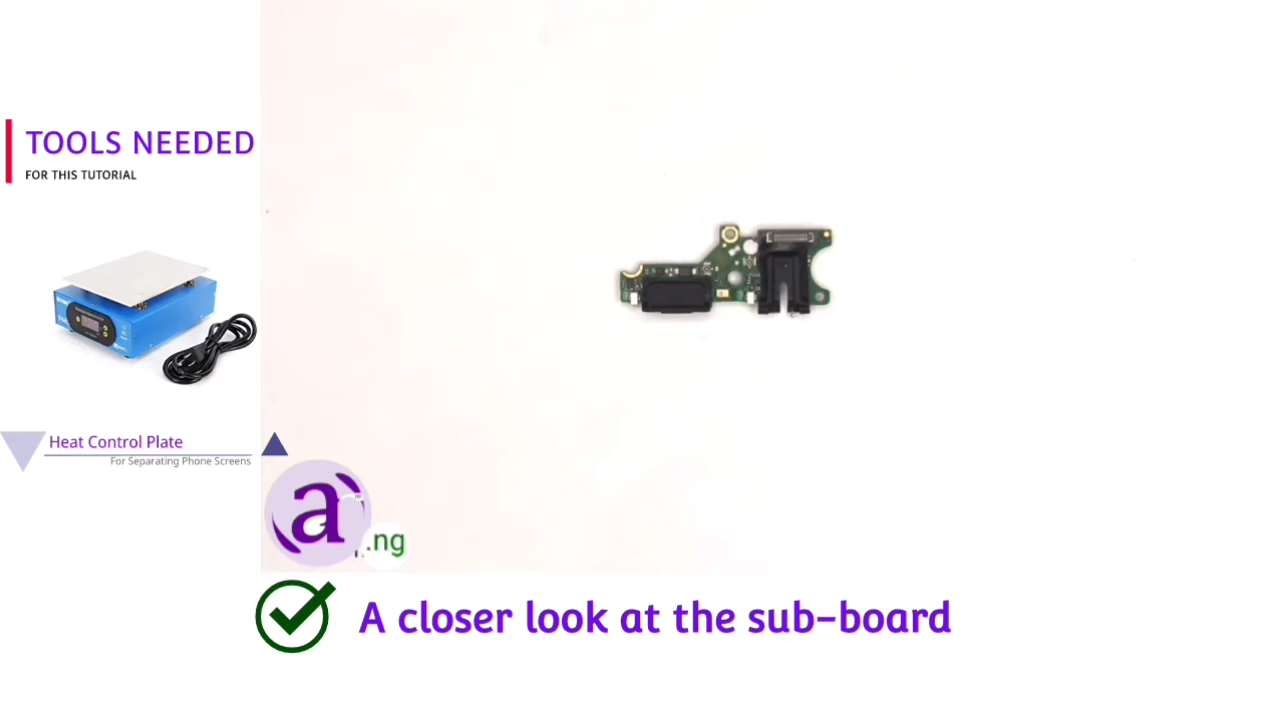 TOOLS NEEDED
FOR THIS TUTORIAL
Heat Control Plate
For Separating Phone Screens
a
.ng
A closer look at the sub-board